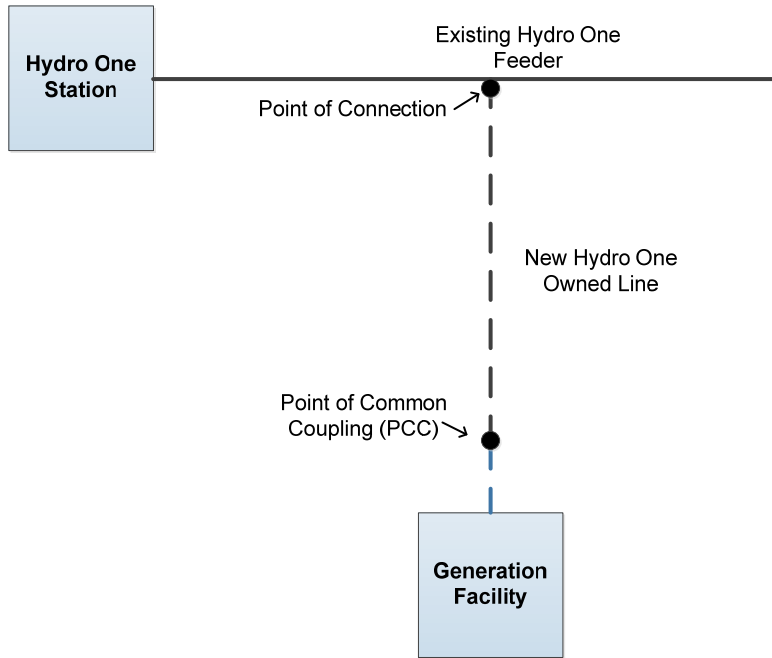 Hydro One
Station
Existing Hydro One
Feeder
Point of Connection
New Hydro One
Owned Line
Point of Common
Coupling (PCC)
Generation
Facility